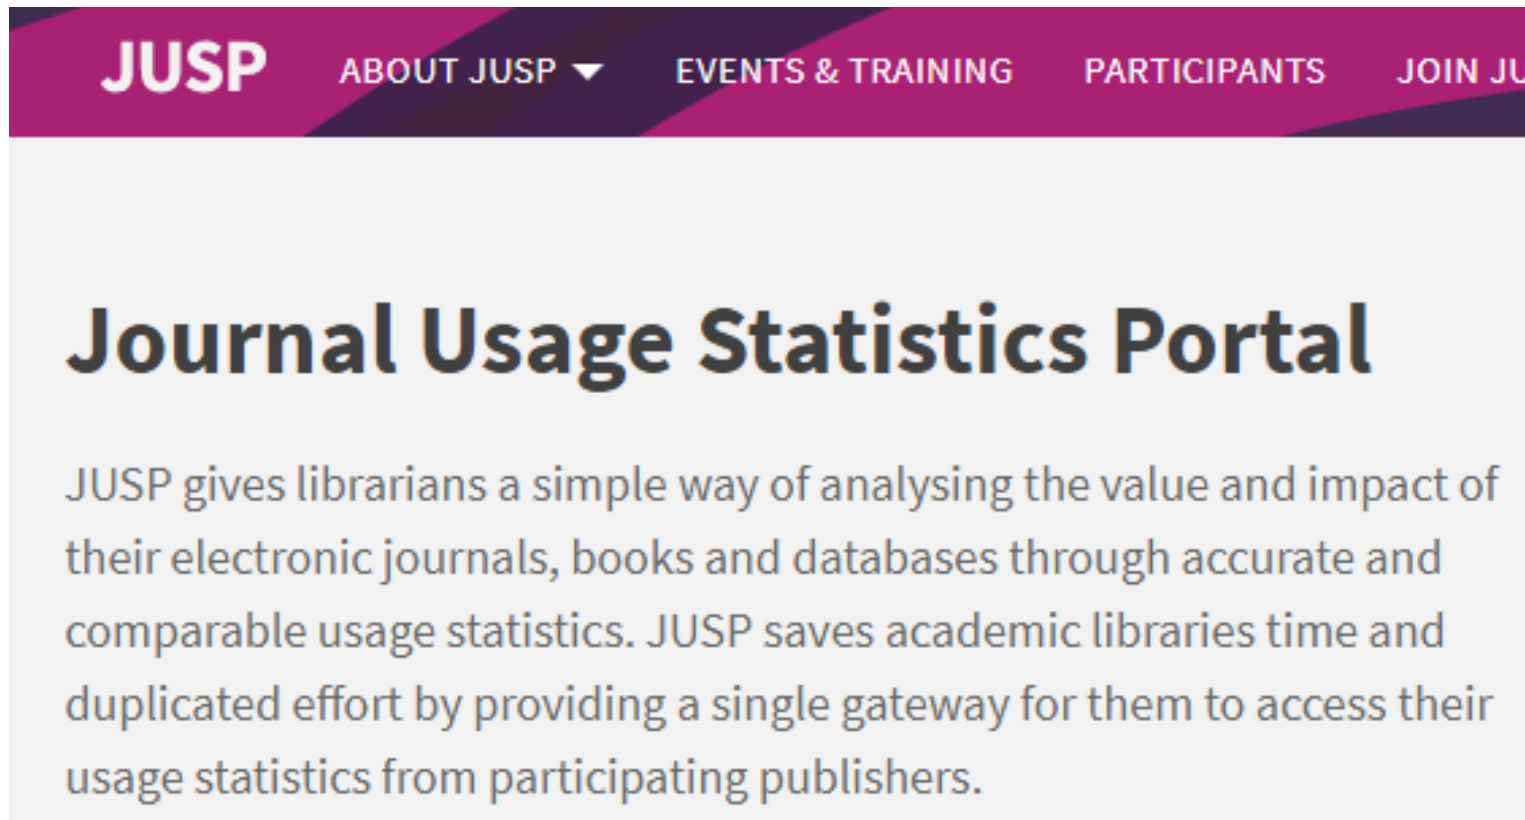 JUSP ABOUT JUSP EVENTS & TRAINING PARTICIPANTS JOIN JU
Journal Usage Statistics Portal
JUSP gives librarians a simple way of analysing the value and impact of
their electronic journals, books and databases through accurate and
comparable usage statistics. JUSP saves academic libraries time and
duplicated effort by providing a single gateway for them to access their
usage statistics from participating publishers.